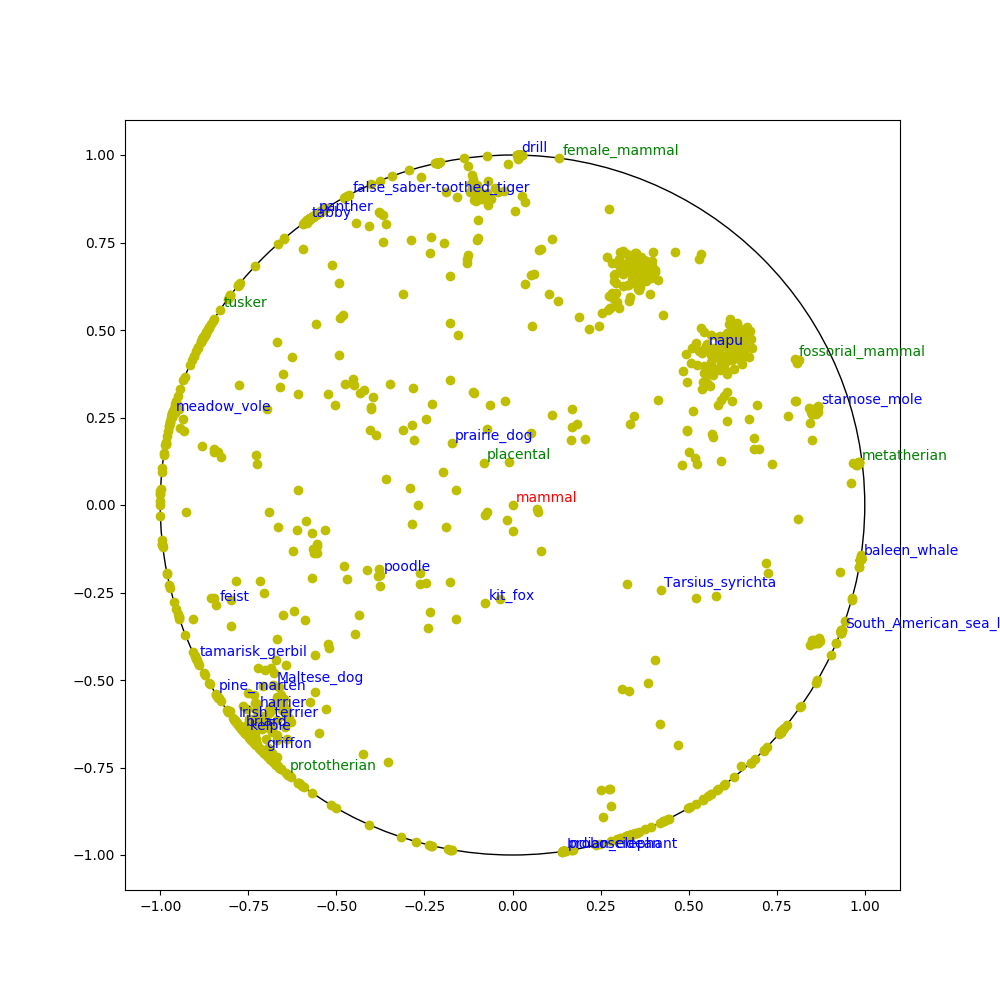 1.00
0.75
0.50
0.25
0.00
−0.25
−0.50
−0.75
−1.00
−1.00
−0.75
−0.50
−0.25
0.00
0.25
0.50
0.75
1.00
drill
female_mammal
false_saber-toothed_tiger
panther
tabby
tusker
napu
fossorial_mammal
starnose_mole
meadow_vole
prairie_dog
placental
metatherian
mammal
baleen_whale
poodle
Tarsius_syrichta
kit_fox
feist
South_American_sea_l
tamarisk_gerbil
Maltese_dog
pine_marten
harrier
Irish_terrier
briard
kelpie
griffon
prototherian